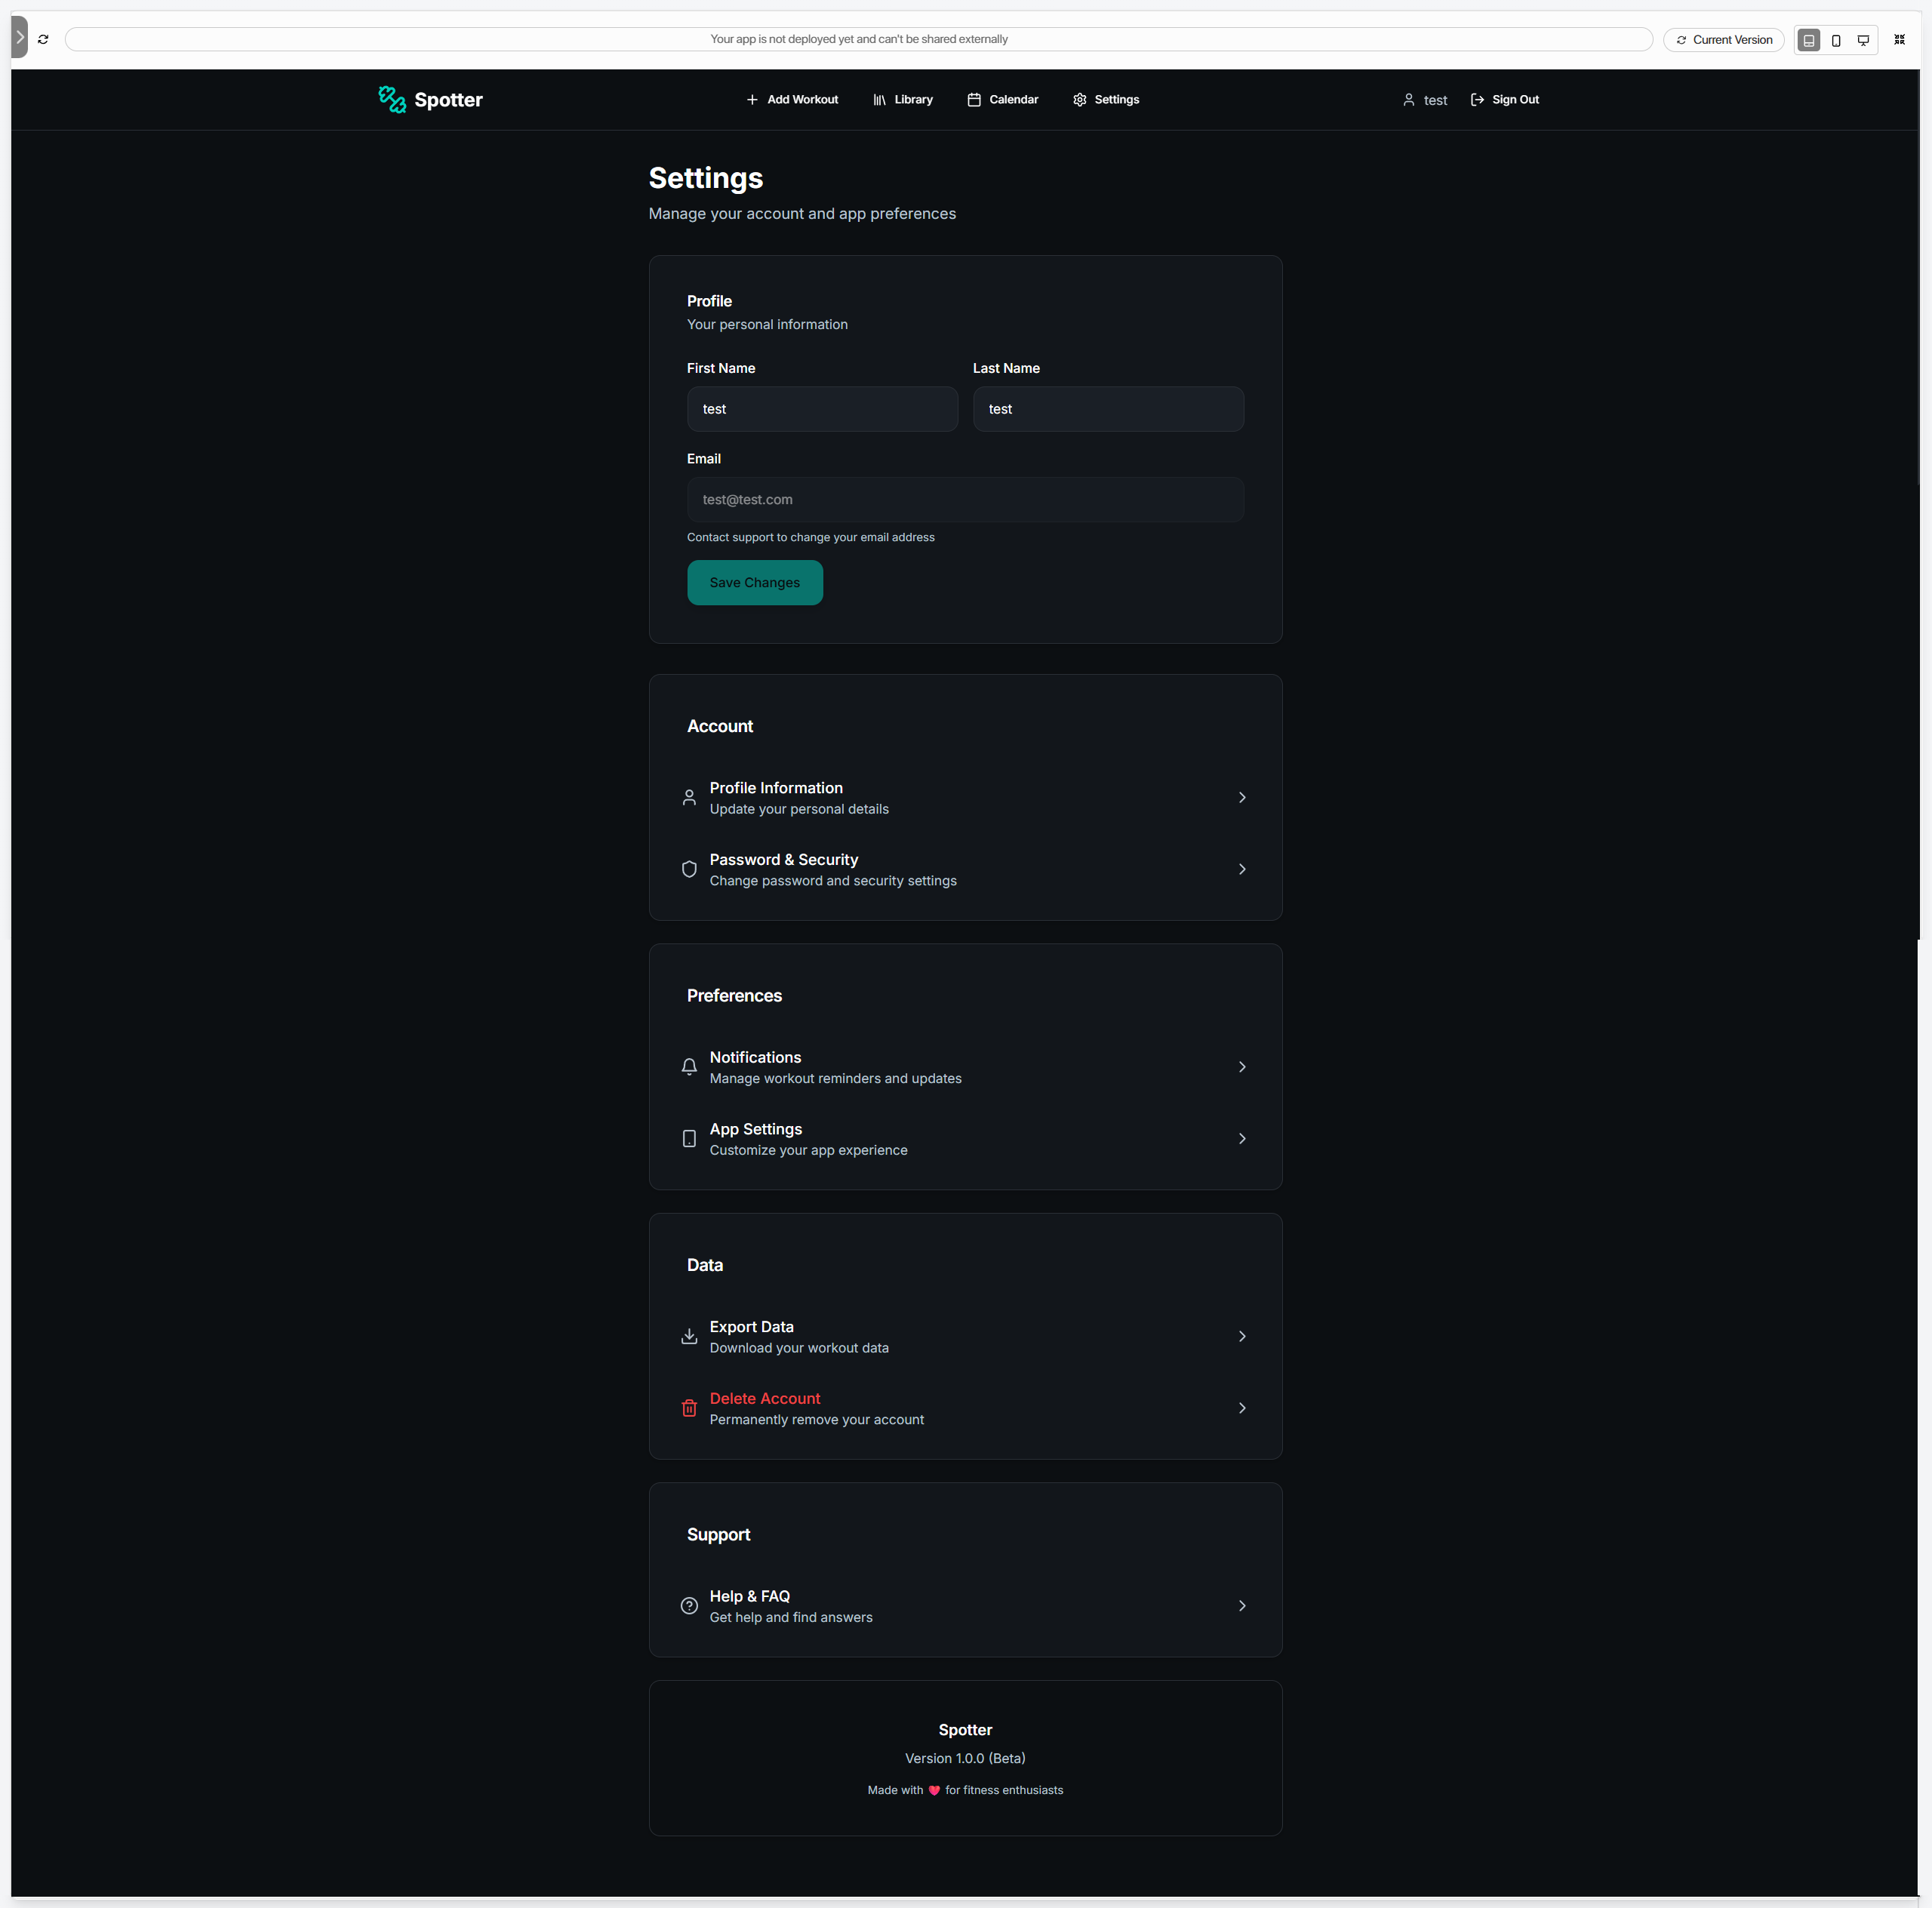 Your app is not deployed yet and can't be shared externally
Current Version
Spotter
Add Workout
Library
Calendar
Settings
test
Sign Out
Settings
Manage your account and app preferences
Profile
Your personal information
First Name
Last Name
test
test
Email
test@test.com
Contact support to change your email address
Save Changes
Account
Profile Information
Update your personal details
Password & Security
Change password and security settings
Preferences
Notifications
Manage workout reminders and updates
App Settings
Customize your app experience
Data
Export Data
Download your workout data
Delete Account
Permanently remove your account
Support
Help & FAQ
Get help and find answers
Spotter
Version 1.0.0 (Beta)
Made with ❤️ for fitness enthusiasts